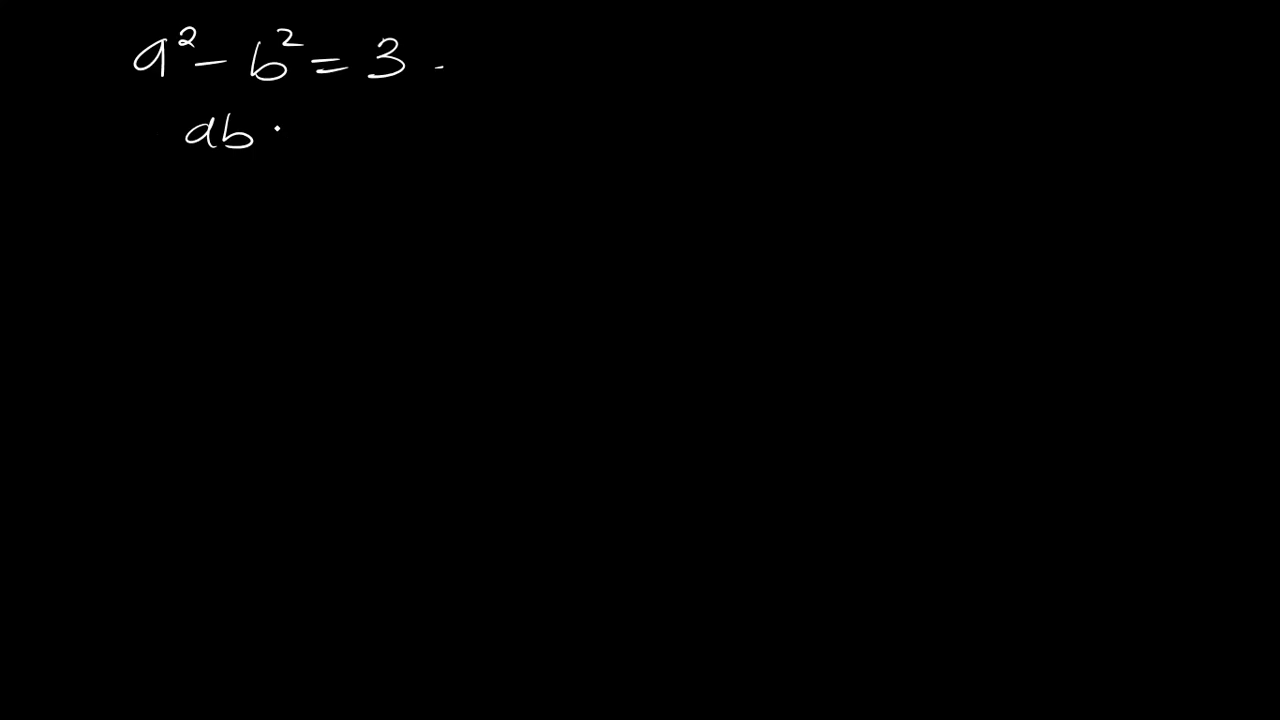 a² - b² = 3 -
ab ·